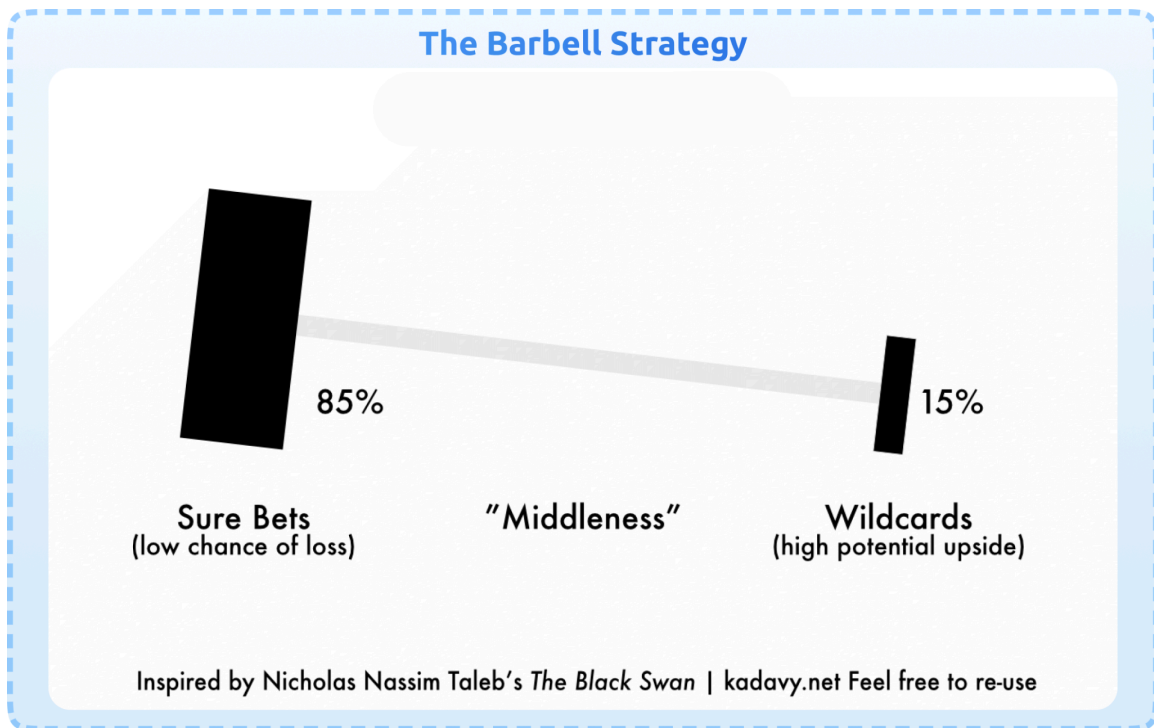 The Barbell Strategy
85%
15%
Sure Bets
(low chance of loss)
”Middleness”
Wildcards
(high potential upside)
Inspired by Nicholas Nassim Taleb’s The Black Swan | kadavy.net Feel free to re-use